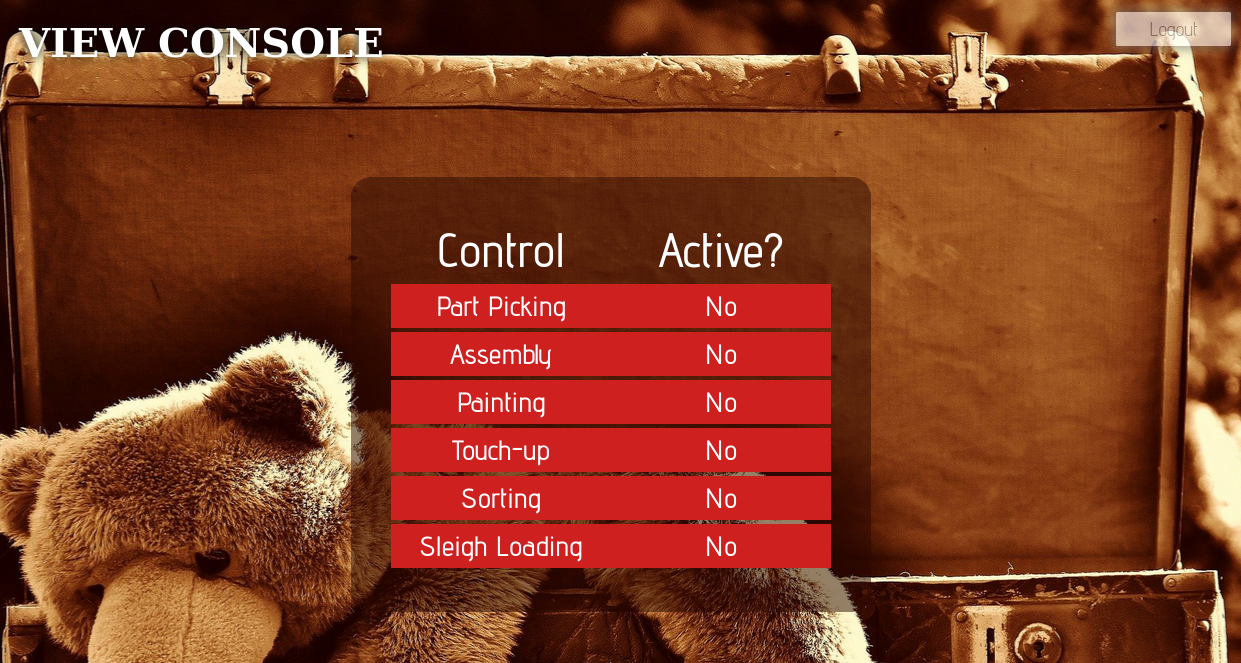 VIEW CONSOLE
Logout
Control Active?
Part Picking No
Assembly No
Painting No
Touch-up No
Sorting No
Sleigh Loading No